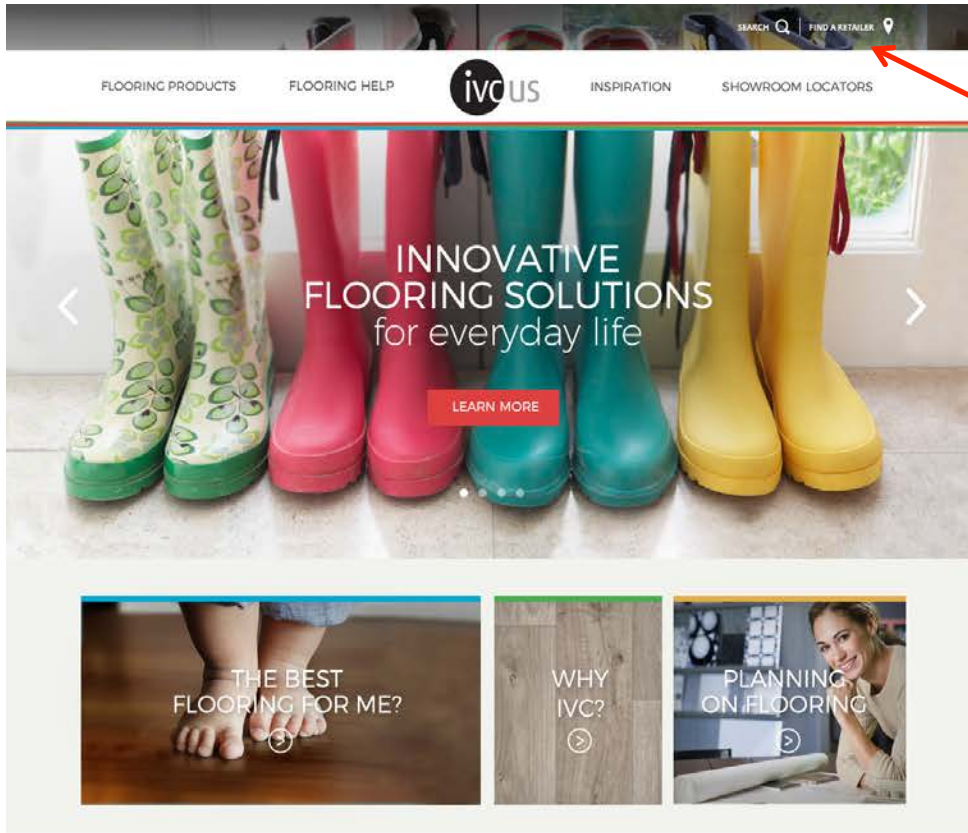 SEARCH
FIND A RETAILER
FLOORING PRODUCTS
FLOORING HELP
ivc US
INSPIRATION
SHOWROOM LOCATORS
INNOVATIVE
FLOORING SOLUTIONS
for everyday life
LEARN MORE
THE BEST
FLOORING FOR ME?
WHY
IVC?
PLANNING
ON FLOORING